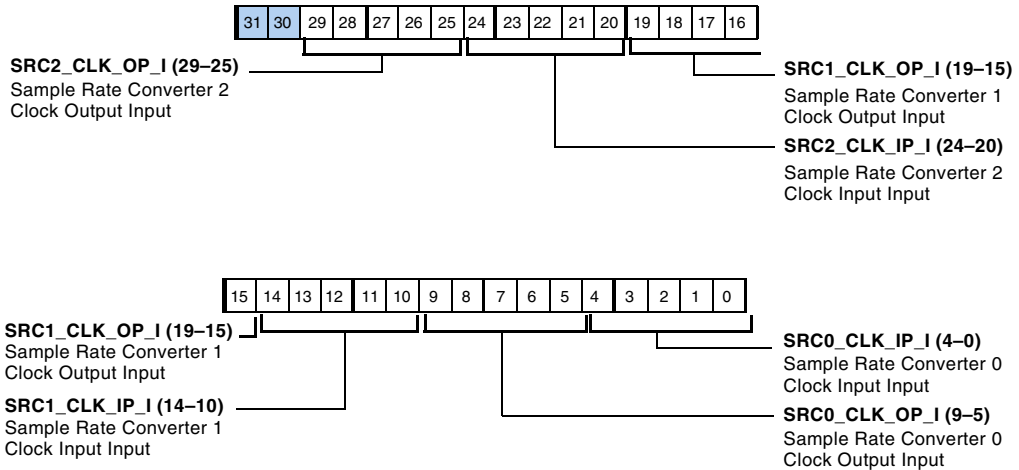 31 30 29 28 27 26 25 24 23 22 21 20 19 18 17 16
SRC2_CLK_OP_I (29–25)
Sample Rate Converter 2
Clock Output Input
SRC1_CLK_OP_I (19–15)
Sample Rate Converter 1
Clock Output Input
SRC2_CLK_IP_I (24–20)
Sample Rate Converter 2
Clock Input Input
15 14 13 12 11 10 9 8 7 6 5 4 3 2 1 0
SRC1_CLK_OP_I (19–15)
Sample Rate Converter 1
Clock Output Input
SRC1_CLK_IP_I (14–10)
Sample Rate Converter 1
Clock Input Input
SRC0_CLK_IP_I (4–0)
Sample Rate Converter 0
Clock Input Input
SRC0_CLK_OP_I (9–5)
Sample Rate Converter 0
Clock Output Input